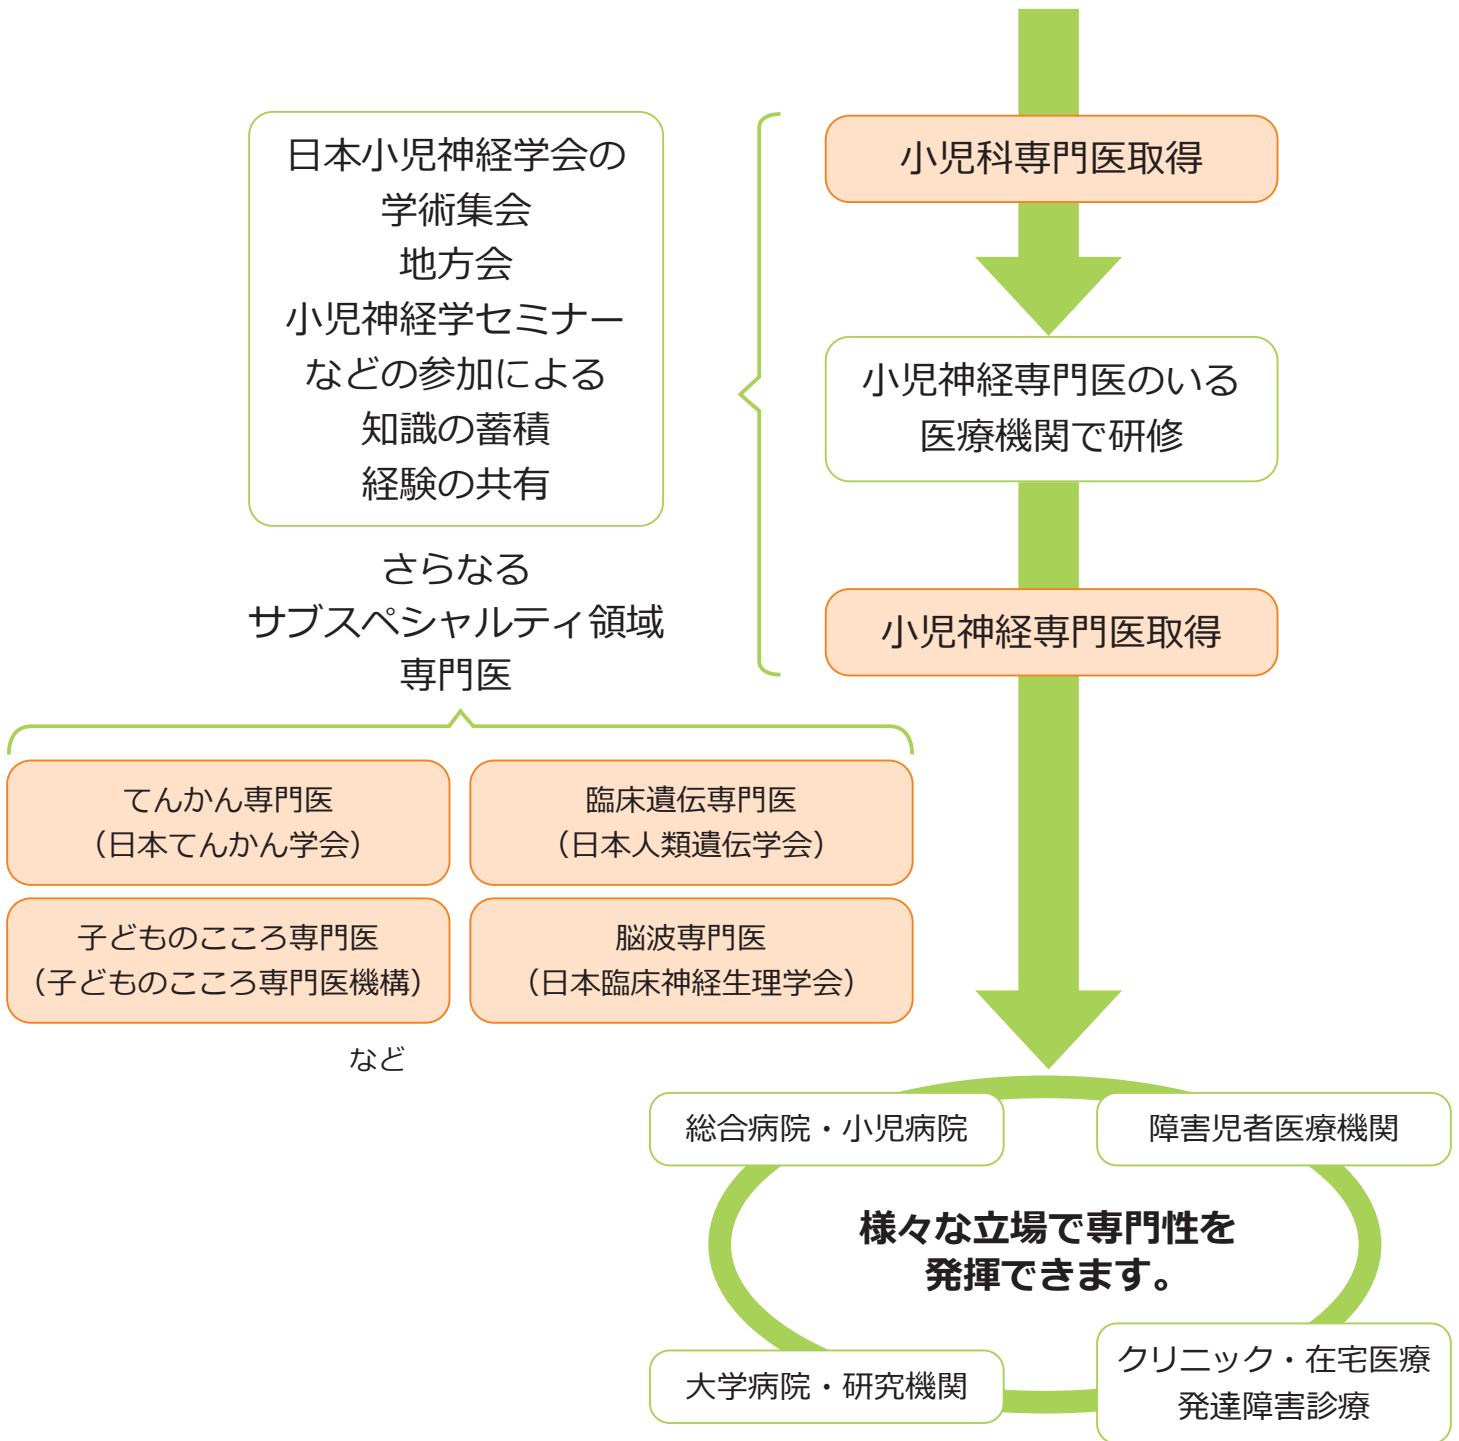 小児科専門医取得
小児神経専門医のいる
医療機関で研修
小児神経専門医取得
日本小児神経学会の
学術集会
地方会
小児神経学セミナー
などの参加による
知識の蓄積
経験の共有
さらなる
サブスペシャルティ領域
専門医
てんかん専門医
（日本てんかん学会）
臨床遺伝専門医
（日本人類遺伝学会）
子どものこころ専門医
（子どものこころ専門医機構）
脳波専門医
（日本臨床神経生理学会）
など
総合病院・小児病院
障害児者医療機関
様々な立場で専門性を
発揮できます。
大学病院・研究機関
クリニック・在宅医療
発達障害診療